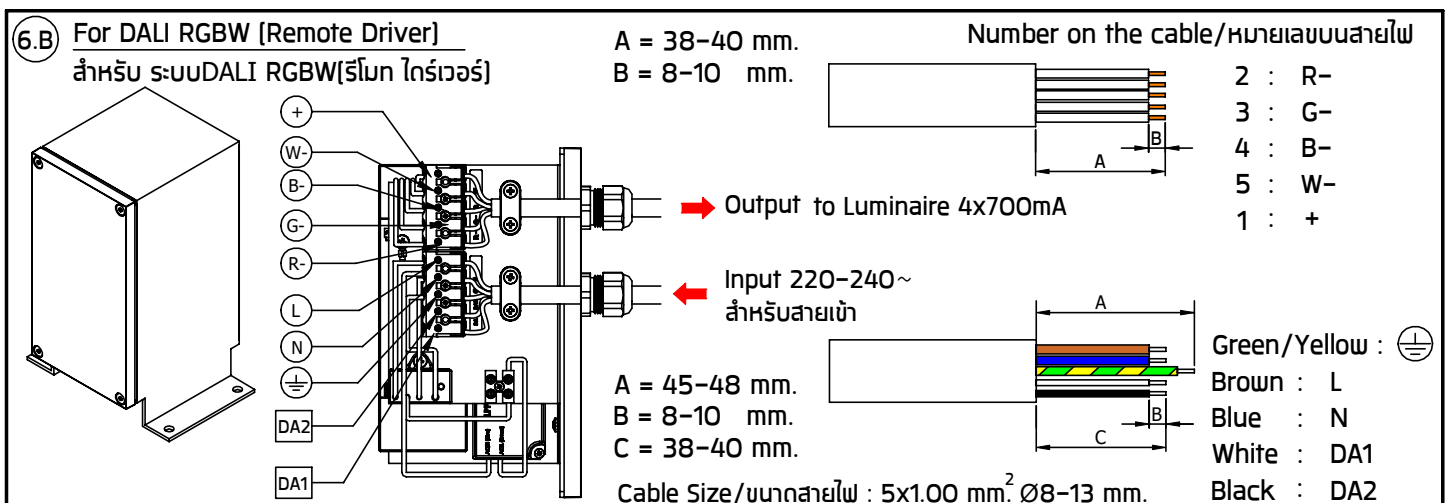 6.B For DALI RGBW (Remote Driver)
สำหรับ ระบบDALI RGBW(รีโมท ไดร์เวอร์)
A = 38-40 mm.
B = 8-10 mm.
Number on the cable/หมายเลขบนสายไฟ
2 : R-
3 : G-
4 : B-
5 : W-
1 : +
A
B
+
W-
B-
G-
R-
L
N
DA2
DA1
Output to Luminaire 4x700mA
Input 220-240~
สำหรับสายเข้า
A = 45-48 mm.
B = 8-10 mm.
C = 38-40 mm.
A
B
C
Green/Yellow : ⏚
Brown : L
Blue : N
White : DA1
Black : DA2
Cable Size/ขนาดสายไฟ : 5x1.00 mm.² Ø8-13 mm.